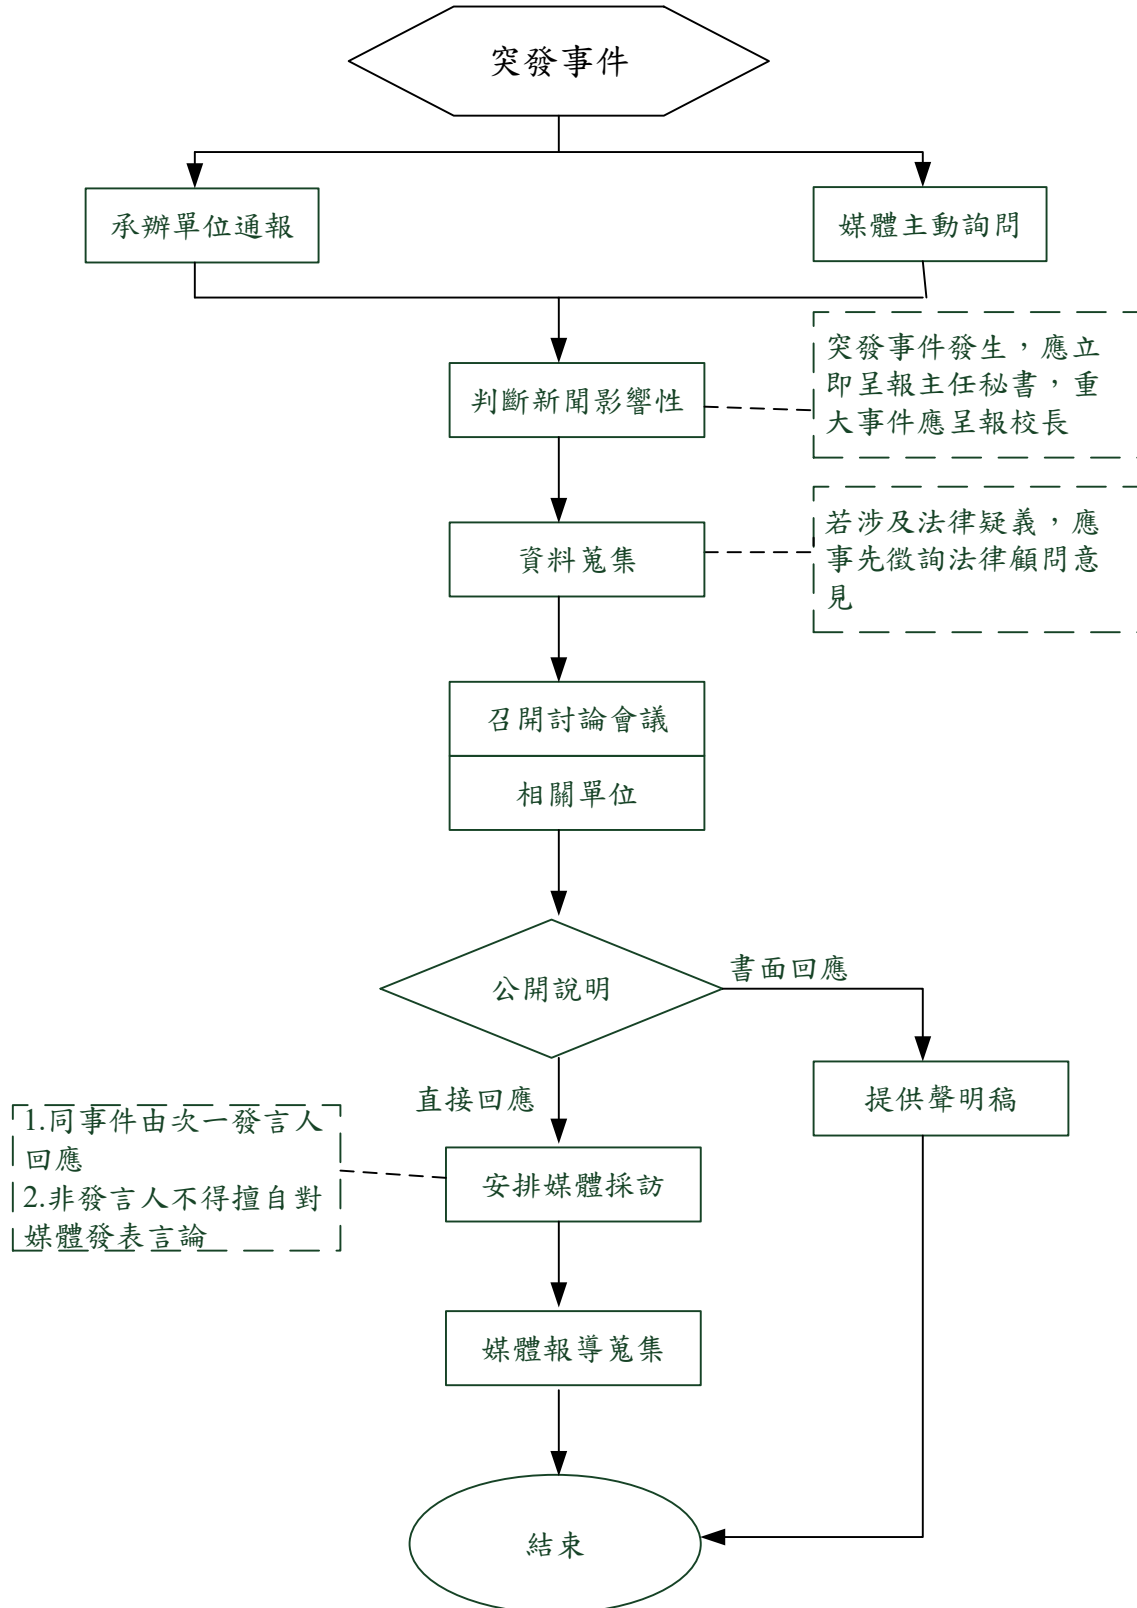 突發事件
承辦單位通報
媒體主動詢問
突發事件發生，應立
即呈報主任秘書，重
大事件應呈報校長
判斷新聞影響性
若涉及法律疑義，應
事先徵詢法律顧問意
見
資料蒐集
召開討論會議
相關單位
公開說明
書面回應
直接回應
提供聲明稿
1.同事件由次一發言人
回應
2.非發言人不得擅自對
媒體發表言論
安排媒體採訪
媒體報導蒐集
結束